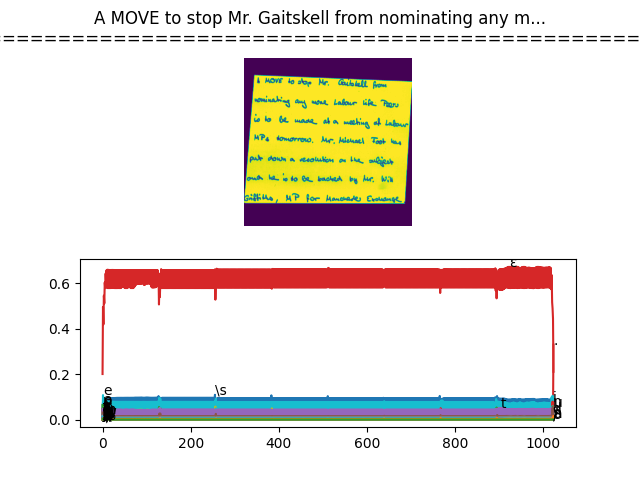 A MOVE to stop Mr. Gaitskell from nominating any m...
================================================
A MOVE to stop Mr. Gaitskell from
nominating any more Labour Life Peers
is to be made at a meeting of Labour
MPs tomorrow. Mr. Michael Foot has
put down a resolution on the subject
and he is to be backed by Mr. Will
Griffiths, MP for Manchester Exchange.
ε
0.6
0.4
0.2
e \s t
0.0
0 200 400 600 800 1000